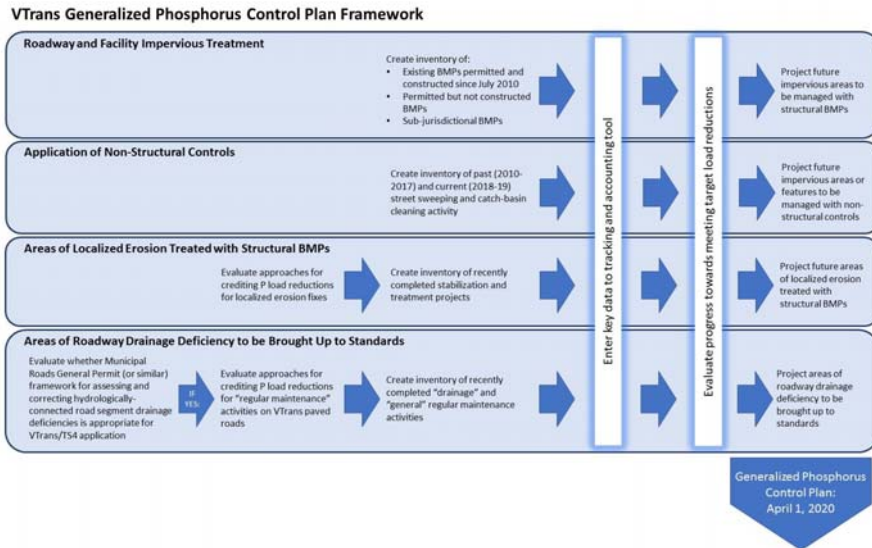 VTrans Generalized Phosphorus Control Plan Framework
Roadway and Facility Impervious Treatment
Create inventory of:
• Existing BMPs permitted and
constructed since July 2010
• Permitted but not constructed
BMPs
• Sub-jurisdictional BMPs
Project future
impervious areas to
be managed with
structural BMPs
Application of Non-Structural Controls
Create inventory of past (2010-
2017) and current (2018-19)
street sweeping and catch-basin
cleaning activity
Project future
impervious areas or
features to be
managed with non-
structural controls
Areas of Localized Erosion Treated with Structural BMPs
Evaluate approaches for
crediting P load reductions
for localized erosion fixes
Create inventory of recently
completed stabilization and
treatment projects
Project future areas
of localized erosion
treated with
structural BMPs
Areas of Roadway Drainage Deficiency to be Brought Up to Standards
Evaluate whether Municipal
Roads General Permit (or similar)
framework for assessing and
correcting hydrologically-
connected road segment drainage
deficiencies is appropriate for
VTrans/TS4 application
IF
YES:
Evaluate approaches for
crediting P load reductions
for "regular maintenance"
activities on VTrans paved
roads
Create inventory of recently
completed "drainage" and
"general" regular maintenance
activities
Project areas of
roadway drainage
deficiency to be
brought up to
standards
Enter key data to tracking and accounting tool
Evaluate progress towards meeting target load reductions
Generalized Phosphorus
Control Plan:
April 1, 2020